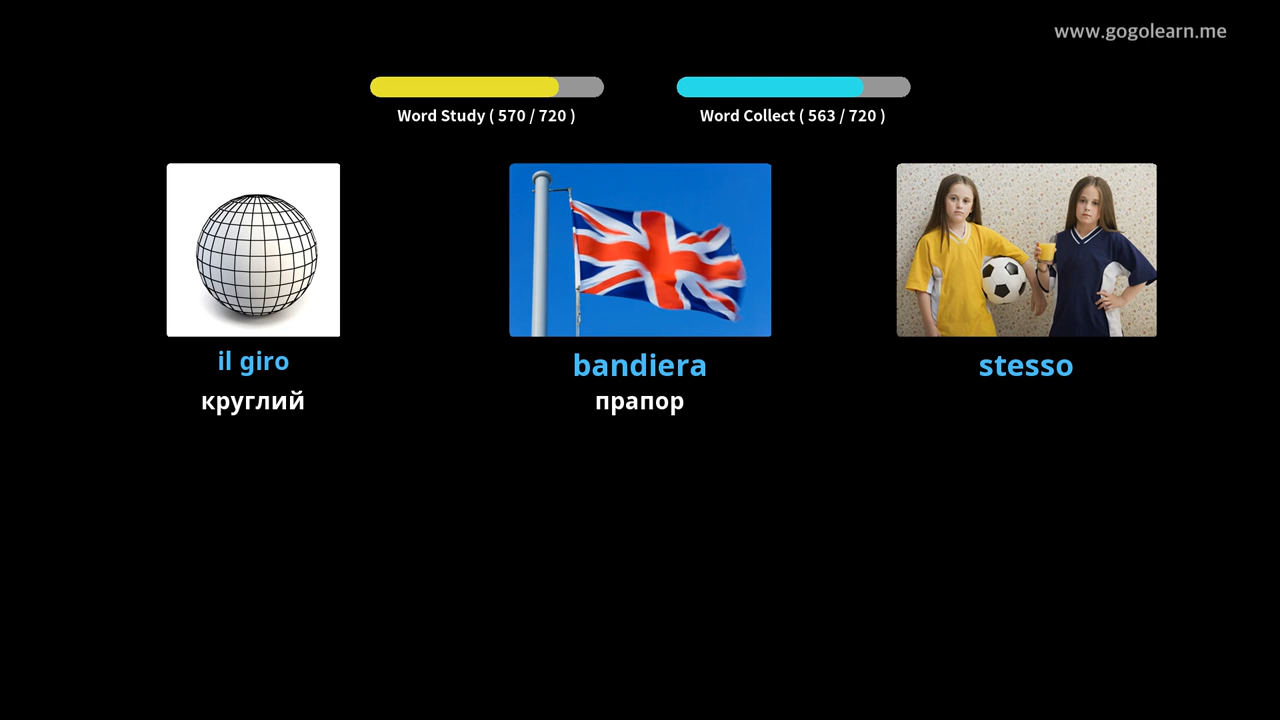 www.gogolearn.me
Word Study ( 570 / 720 )
Word Collect ( 563 / 720 )
il giro
круглий
bandiera
прапор
stesso